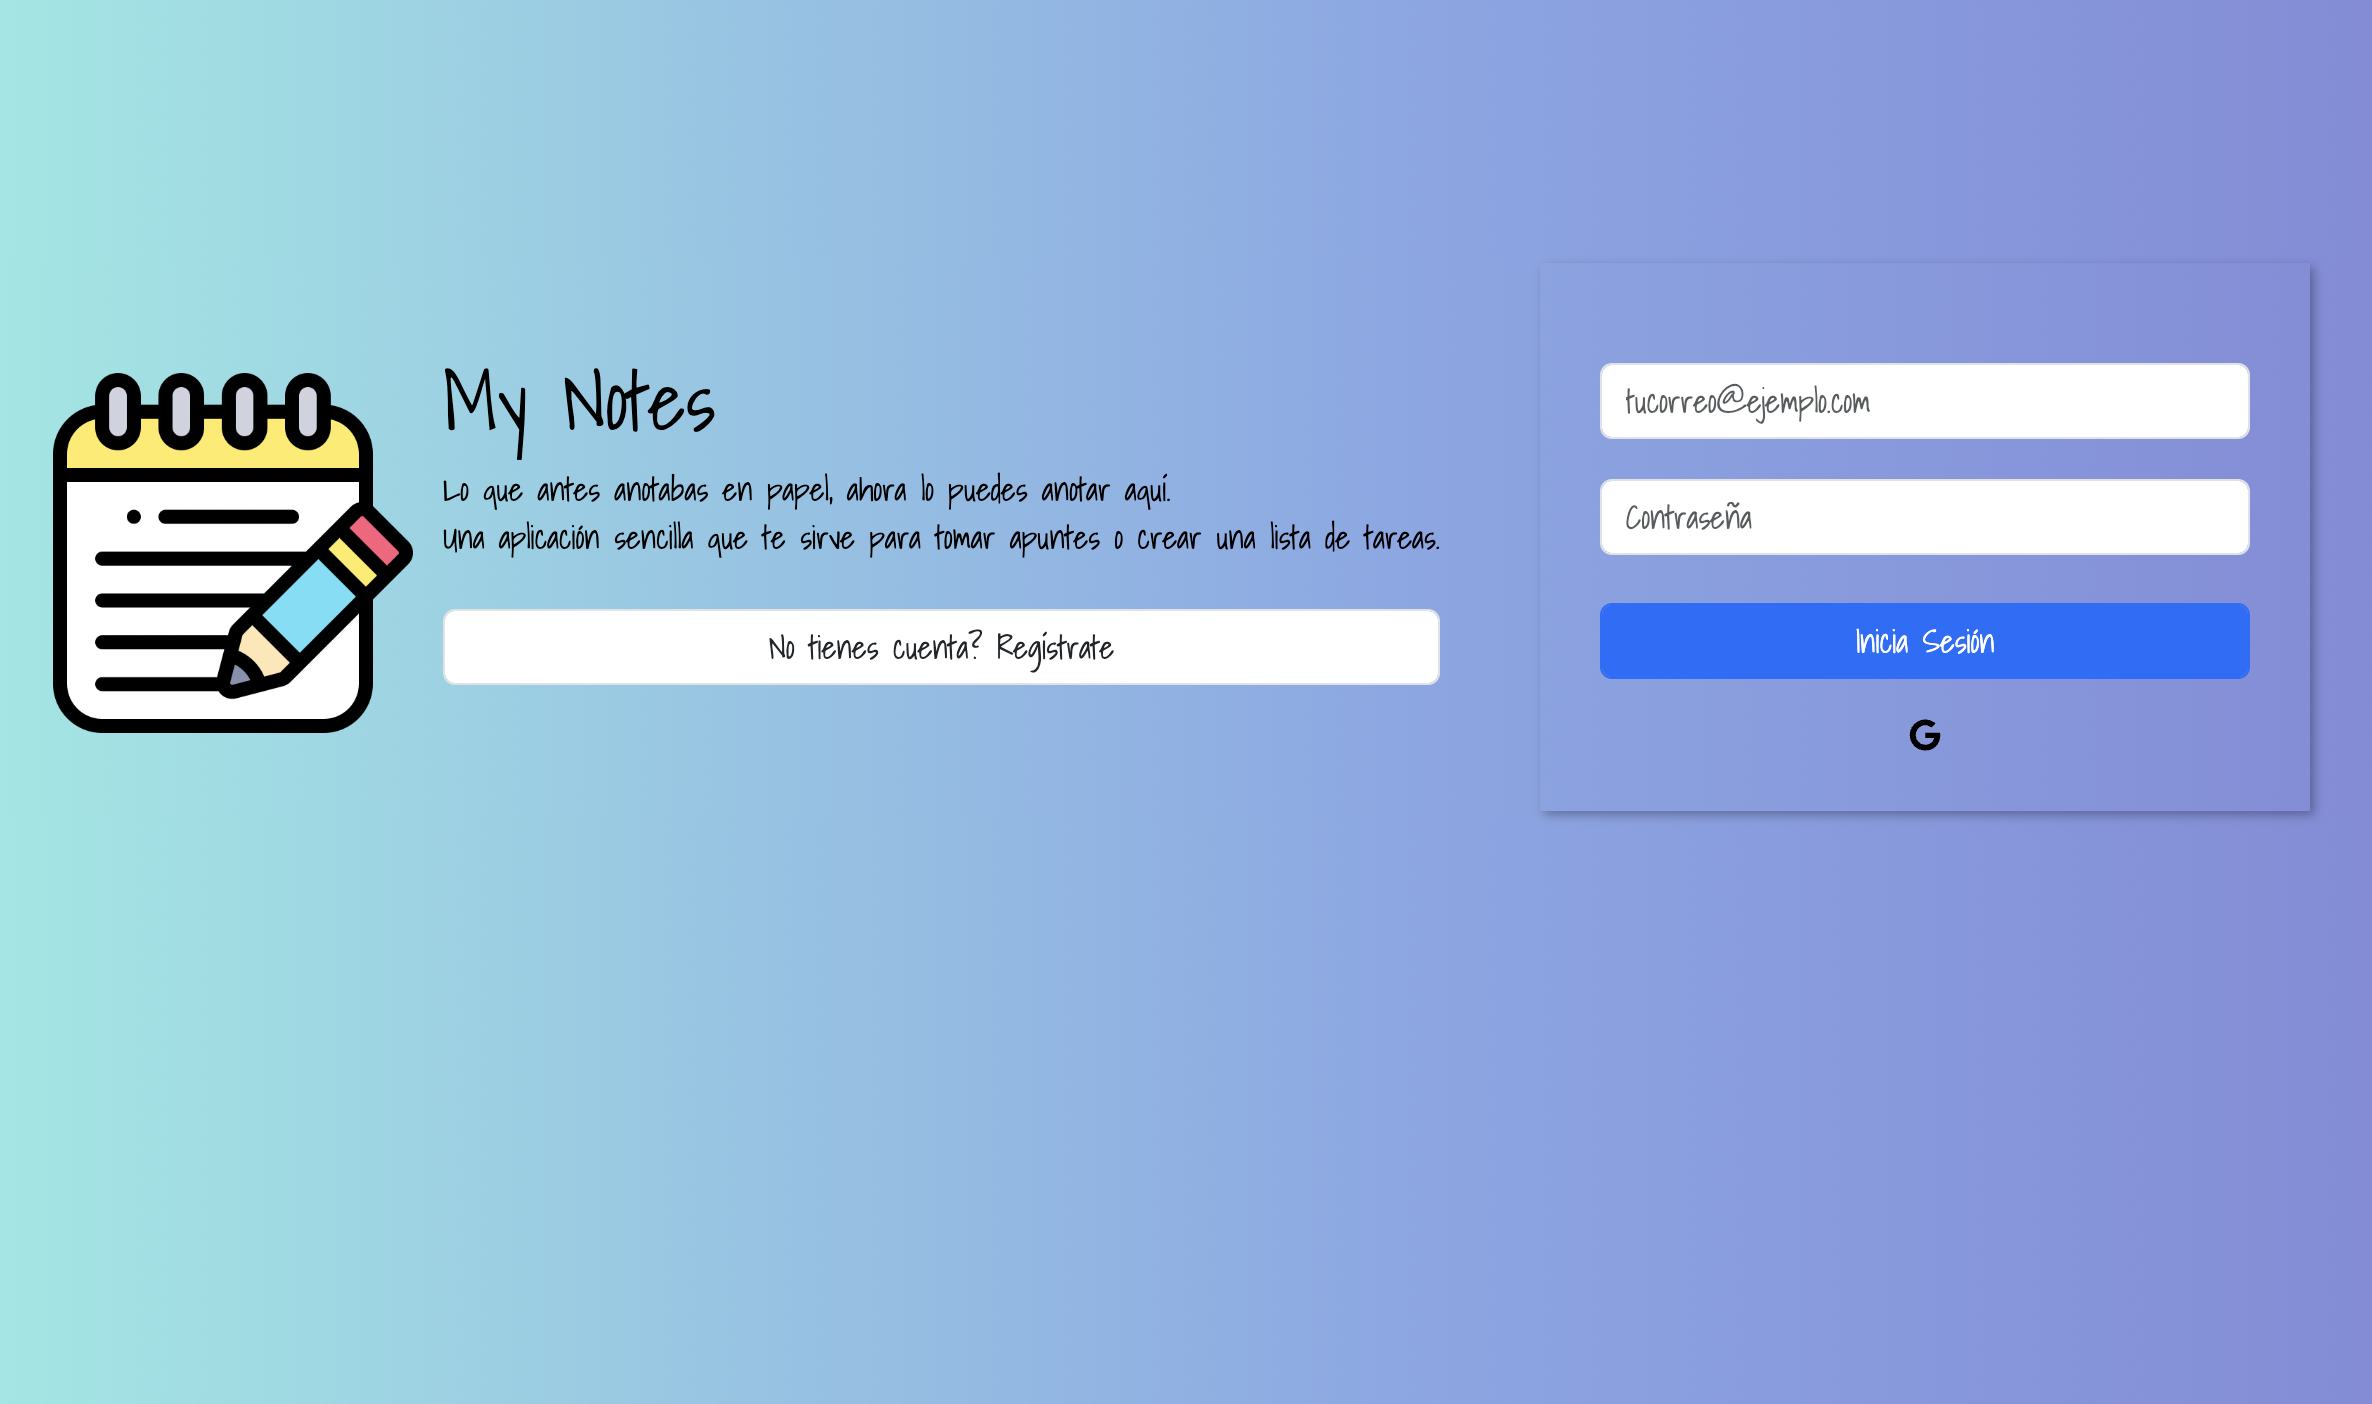 My Notes
Lo que antes anotabas en papel, ahora lo puedes anotar aquí.
Una aplicación sencilla que te sirve para tomar apuntes o crear una lista de tareas.
No tienes cuenta? Regístrate
tucorreo@ejemplo.com
Contraseña
Inicia Sesión
G